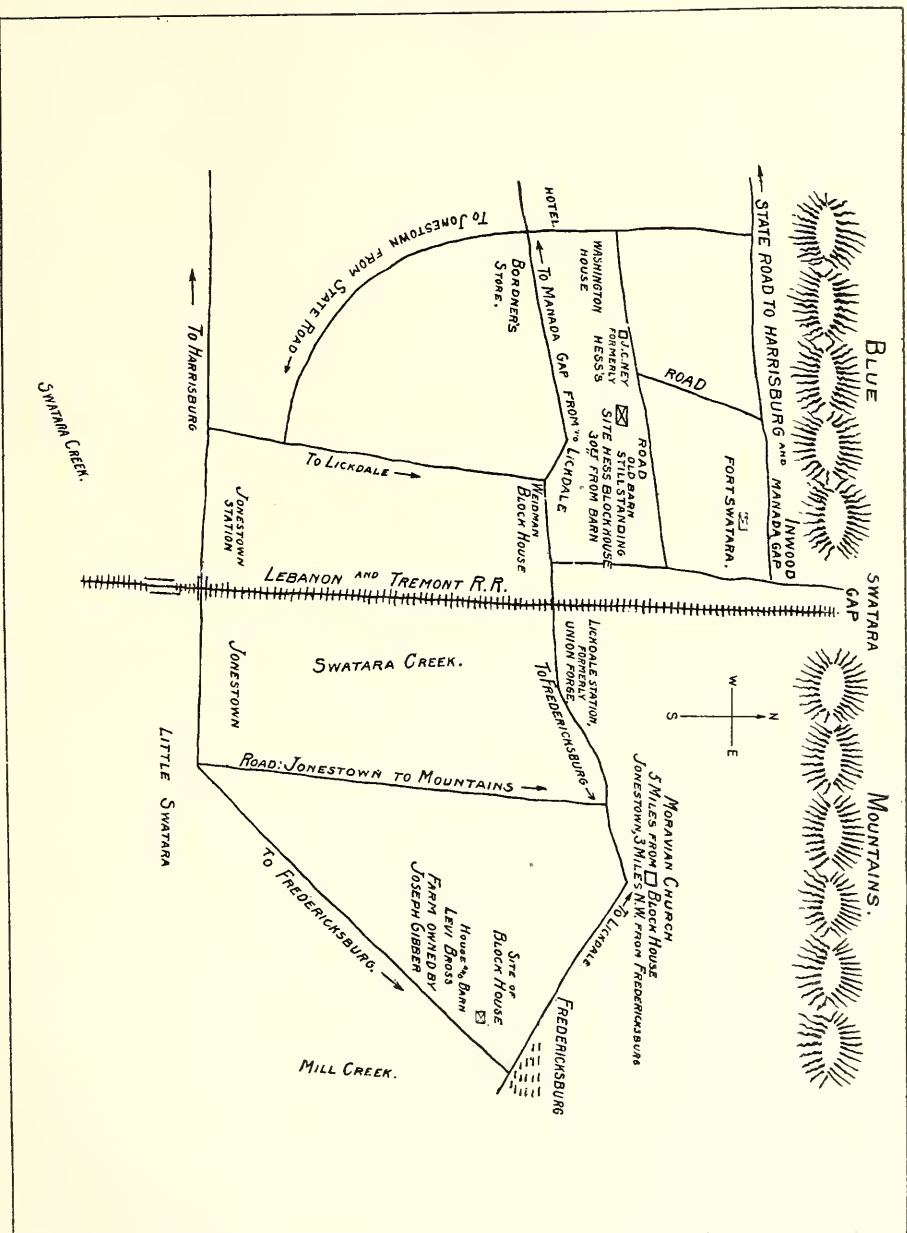 BLUE
MOUNTAINS.
SWATARA
GAP
STATE ROAD TO HARRISBURG AND MANADA GAP
INWOOD
FORT SWATARA.
ROAD
ROAD
OLD BARN
STILL STANDING
SITE HESS BLOCK HOUSE
30FT FROM BARN
J.C. NEY
FORMERLY
HESS'S
WASHINGTON
HOUSE
HOTEL
TO MANADA GAP FROM TO LICKDALE
BORDNER'S
STORE.
TO JONESTOWN FROM STATE ROAD
WEIDMAN
BLOCK HOUSE
TO LICKDALE
TO HARRISBURG
SWATARA CREEK.
JONESTOWN
STATION
LEBANON AND TREMONT R.R.
N
W
E
S
LICKDALE STATION,
FORMERLY
UNION FORGE
TO FREDERICKSBURG
SWATARA CREEK.
JONESTOWN
LITTLE SWATARA
ROAD: JONESTOWN TO MOUNTAINS
MORAVIAN CHURCH
5 MILES FROM BLOCK HOUSE
JONESTOWN, 3 MILES N.W. FROM FREDERICKSBURG
TO LICKDALE
TO FREDERICKSBURG.
SITE OF
BLOCK HOUSE
HOUSE AND BARN
LEVI BROSS
FARM OWNED BY
JOSEPH GIBBER
FREDERICKSBURG
MILL CREEK.